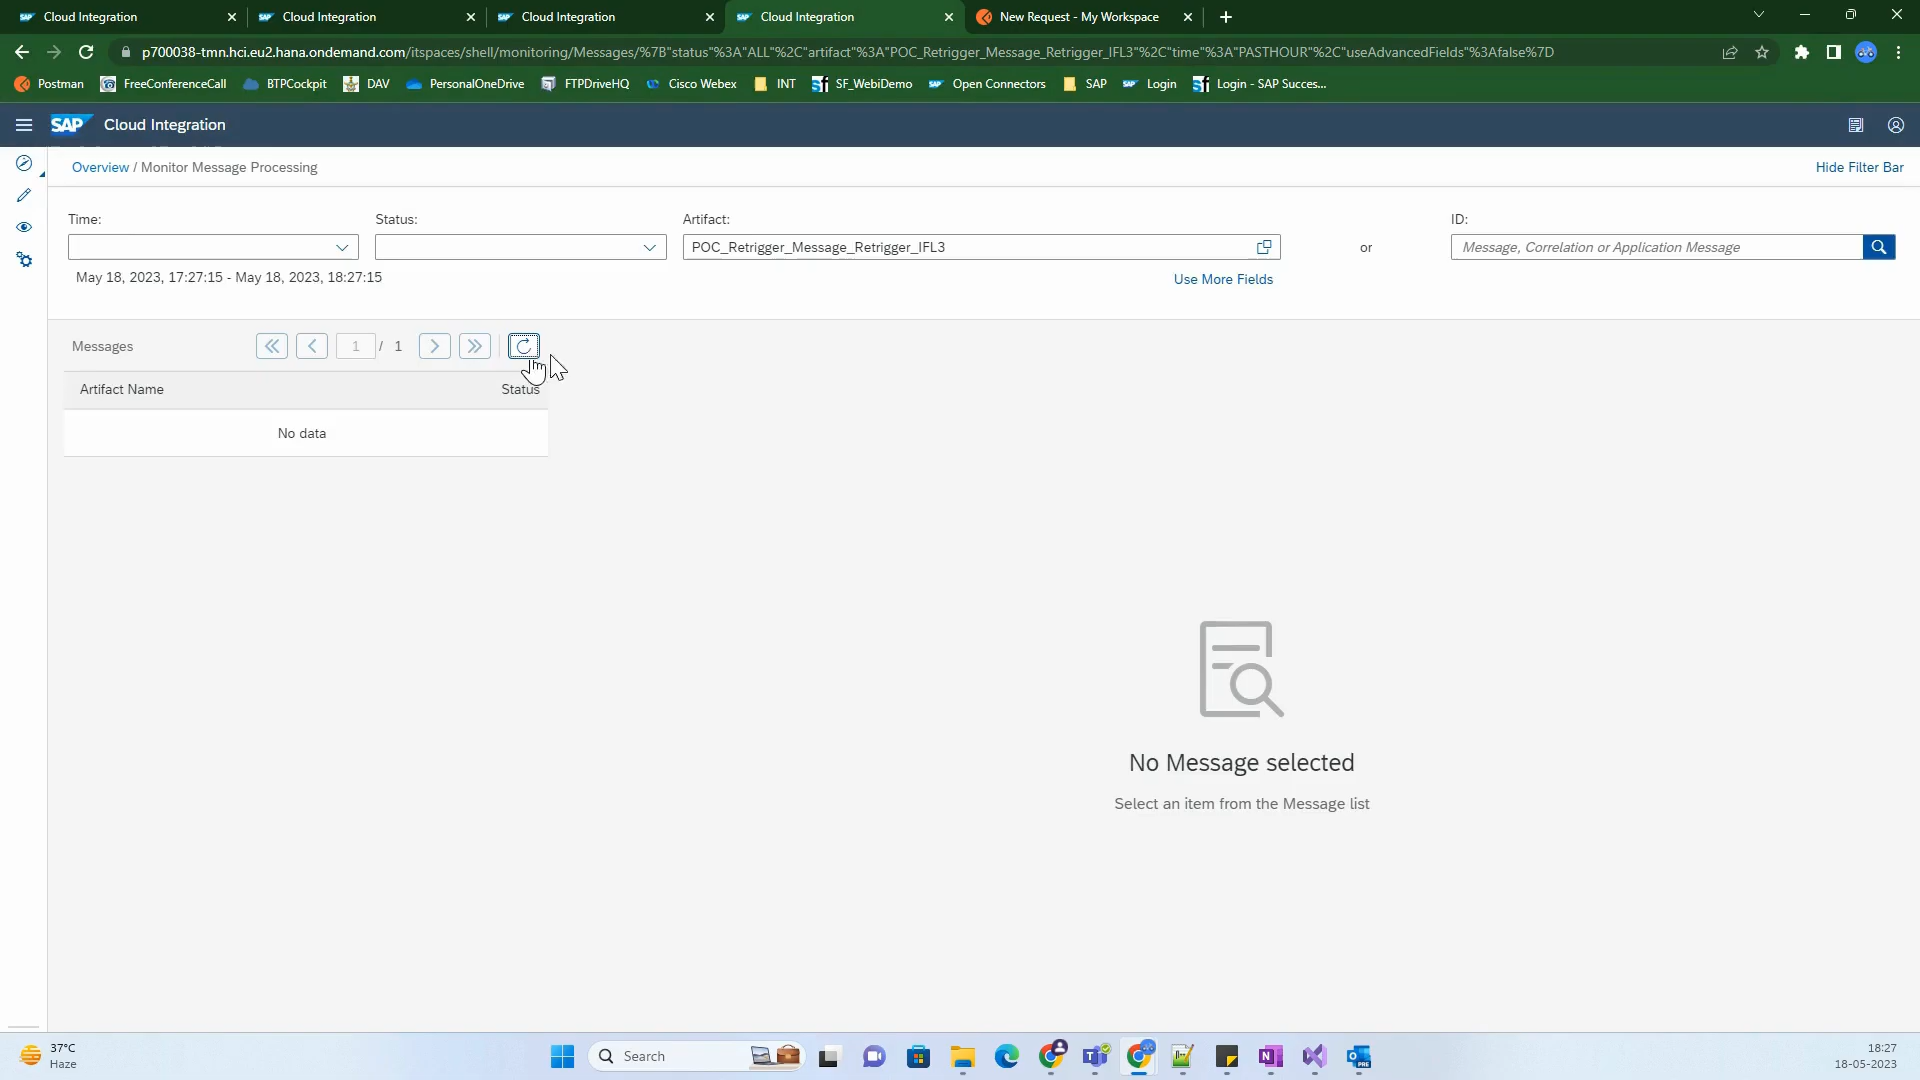 Cloud Integration
Cloud Integration
Cloud Integration
Cloud Integration
New Request - My Workspace
p700038-tmn.hci.eu2.hana.ondemand.com/itspaces/shell/monitoring/Messages/%7B"status"%3A"ALL"%2C"artifact"%3A"POC_Retrigger_Message_Retrigger_IFL3"%2C"time"%3A"PASTHOUR"%2C"useAdvancedFields"%3Afalse%7D
Postman
FreeConferenceCall
BTPCockpit
DAV
PersonalOneDrive
FTPDriveHQ
Cisco Webex
INT
SF_WebiDemo
Open Connectors
SAP
Login
Login - SAP Succes...
SAP Cloud Integration
Overview / Monitor Message Processing
Hide Filter Bar
Time:
Status:
Artifact:
ID:
POC_Retrigger_Message_Retrigger_IFL3
or
Message, Correlation or Application Message
May 18, 2023, 17:27:15 - May 18, 2023, 18:27:15
Use More Fields
Messages
1 / 1
Artifact Name
Status
No data
No Message selected
Select an item from the Message list
37°C
Haze
Search
18:27
18-05-2023